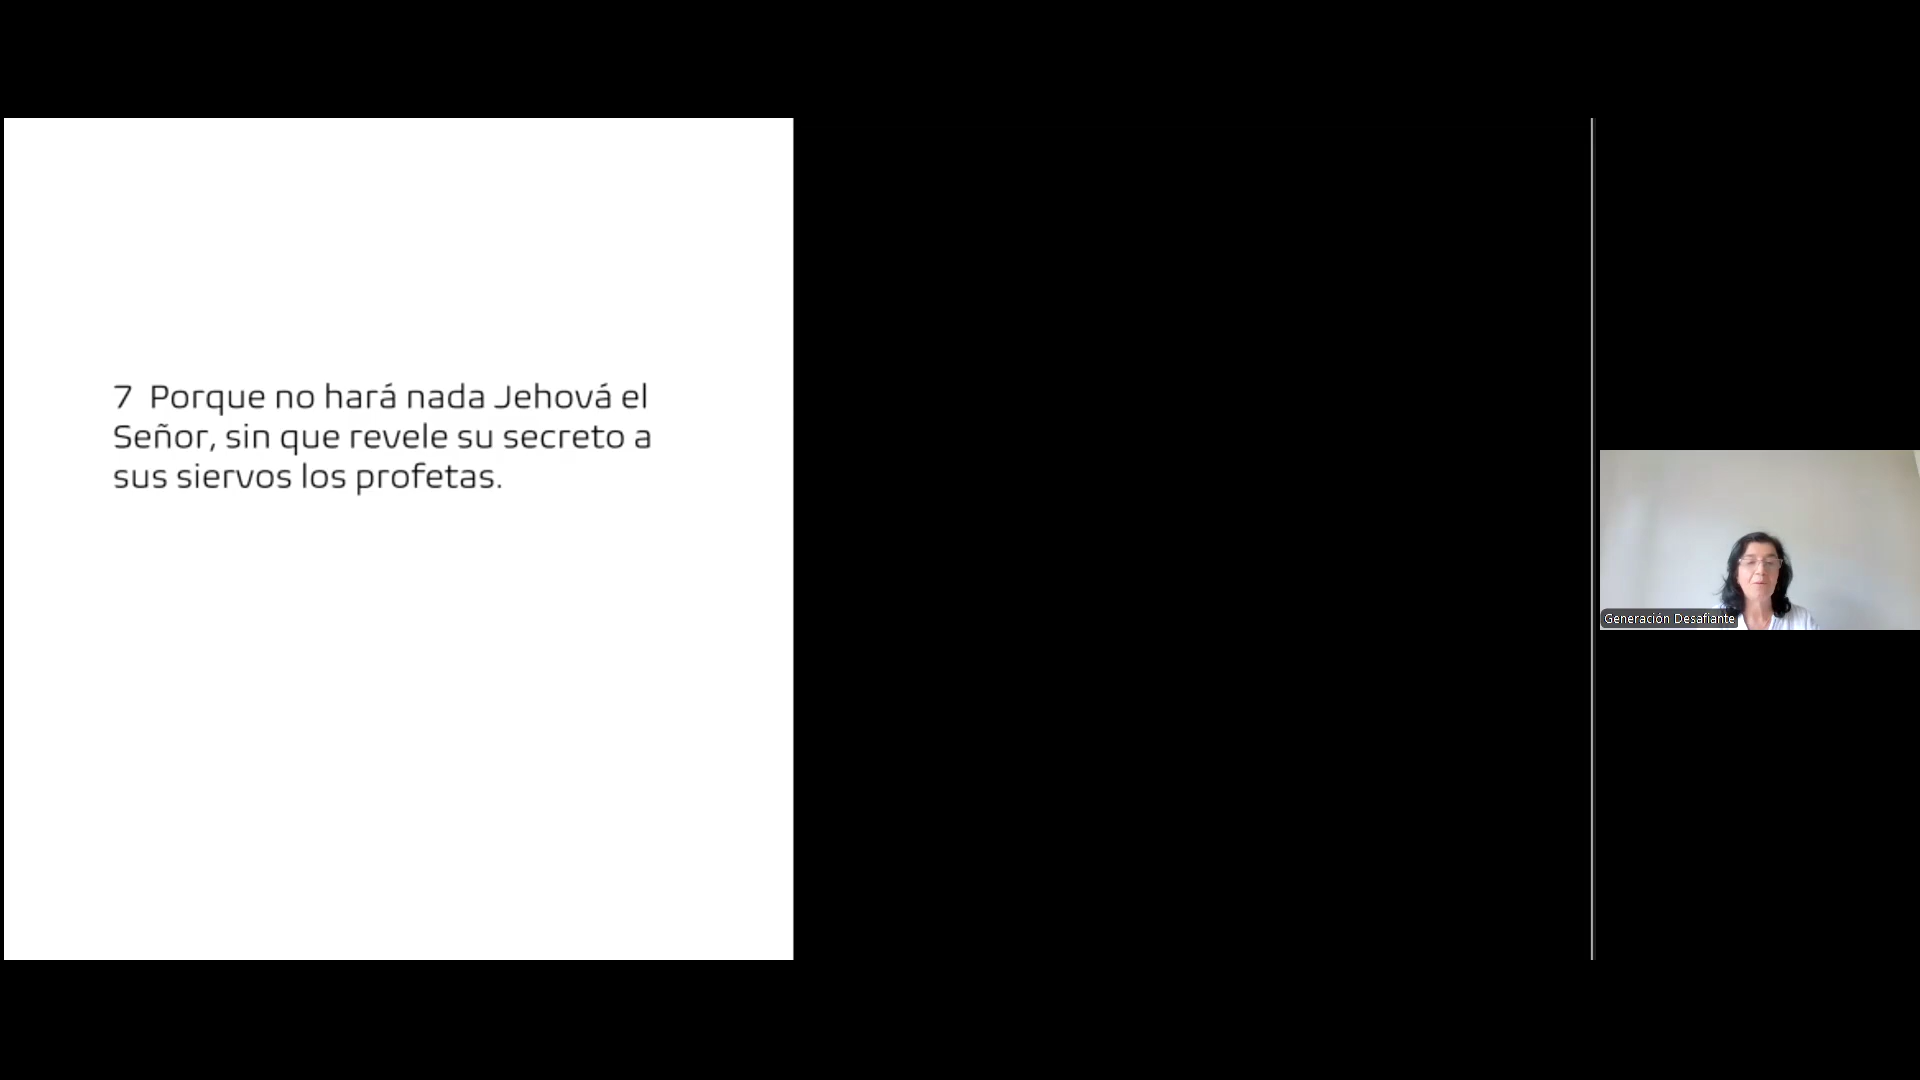 7 Porque no hará nada Jehová el
Señor, sin que revele su secreto a
sus siervos los profetas.
Generación Desafiante